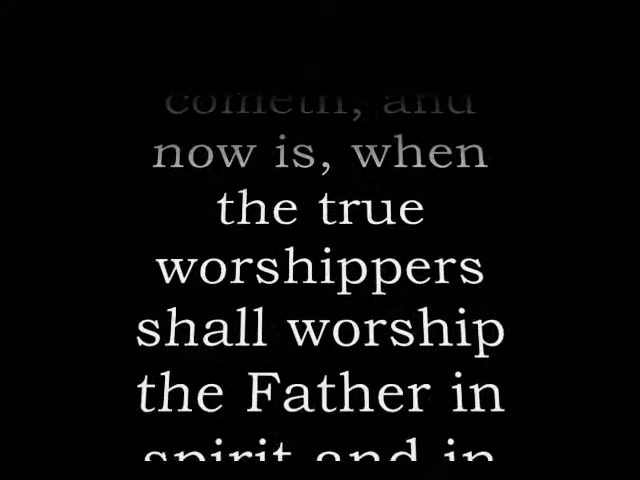 cometh, and
now is, when
the true
worshippers
shall worship
the Father in
spirit and in